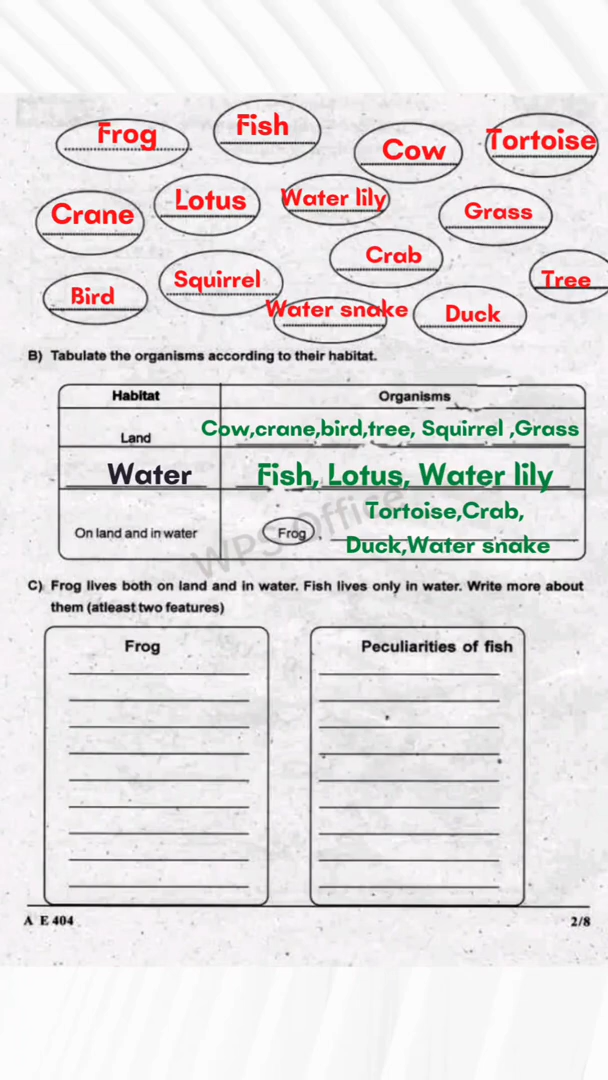 Frog
Fish
Cow
Tortoise
Crane
Lotus
Water lily
Grass
Crab
Bird
Squirrel
Tree
Water snake
Duck
B) Tabulate the organisms according to their habitat.
Habitat
Organisms
Land
Cow,crane,bird,tree, Squirrel ,Grass
Water
Fish, Lotus, Water lily
On land and in water
Frog ,
Tortoise,Crab,
Duck,Water snake
WPS Office
C) Frog lives both on land and in water. Fish lives only in water. Write more about
them (atleast two features)
Frog
Peculiarities of fish
A E 404
2/8